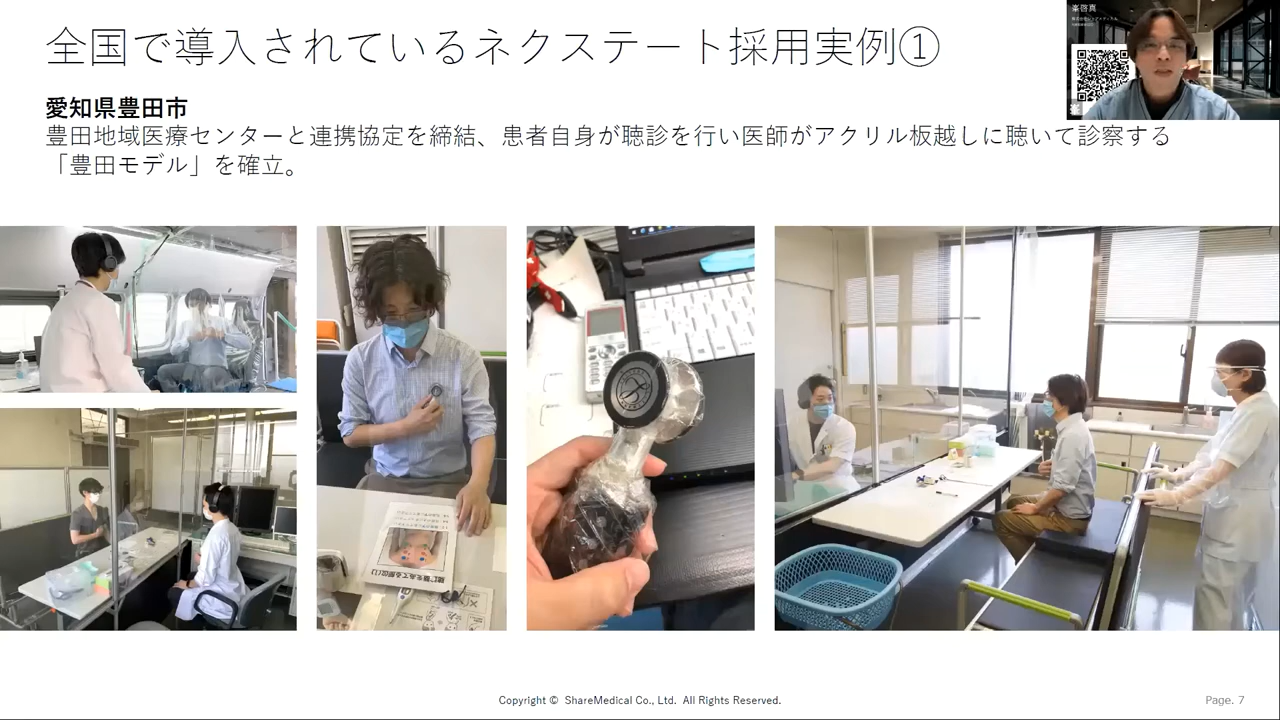 全国で導入されているネクステート採用実例①
峯啓真
愛知県豊田市
豊田地域医療センターと連携協定を締結、患者自身が聴診を行い医師がアクリル板越しに聴いて診察する
「豊田モデル」を確立。
Copyright © ShareMedical Co., Ltd. All Rights Reserved.
Page. 7